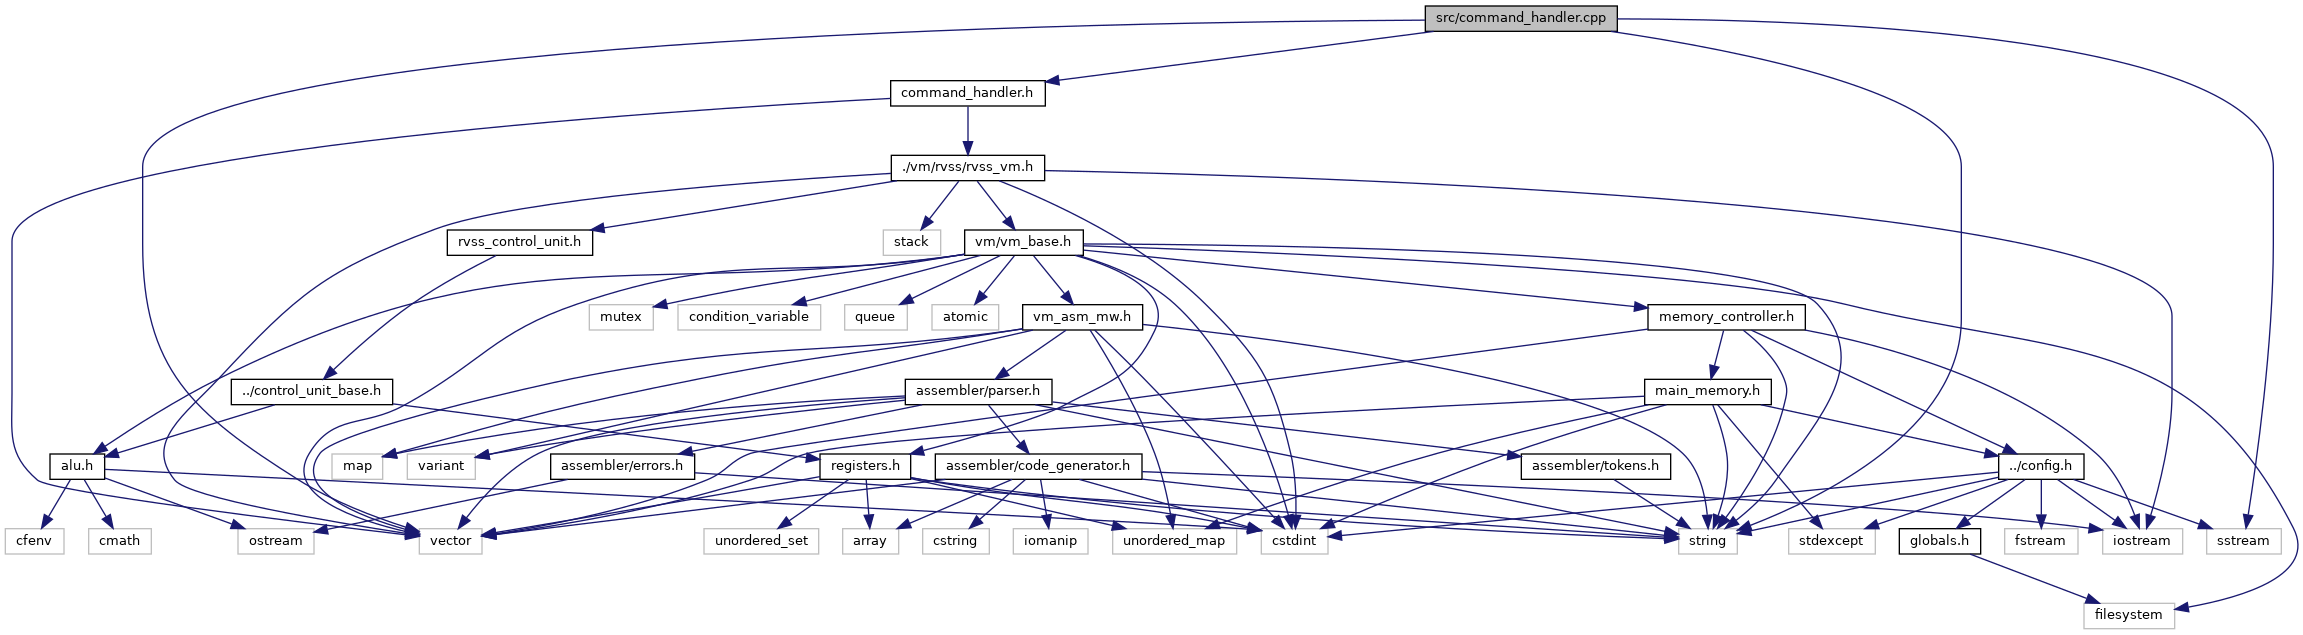 src/command_handler.cpp
command_handler.h
./vm/rvss/rvss_vm.h
rvss_control_unit.h
stack
vm/vm_base.h
mutex
condition_variable
queue
atomic
vm_asm_mw.h
memory_controller.h
../control_unit_base.h
assembler/parser.h
main_memory.h
alu.h
map
variant
assembler/errors.h
registers.h
assembler/code_generator.h
assembler/tokens.h
../config.h
cfenv
cmath
ostream
vector
unordered_set
array
cstring
iomanip
unordered_map
cstdint
string
stdexcept
globals.h
fstream
iostream
sstream
filesystem